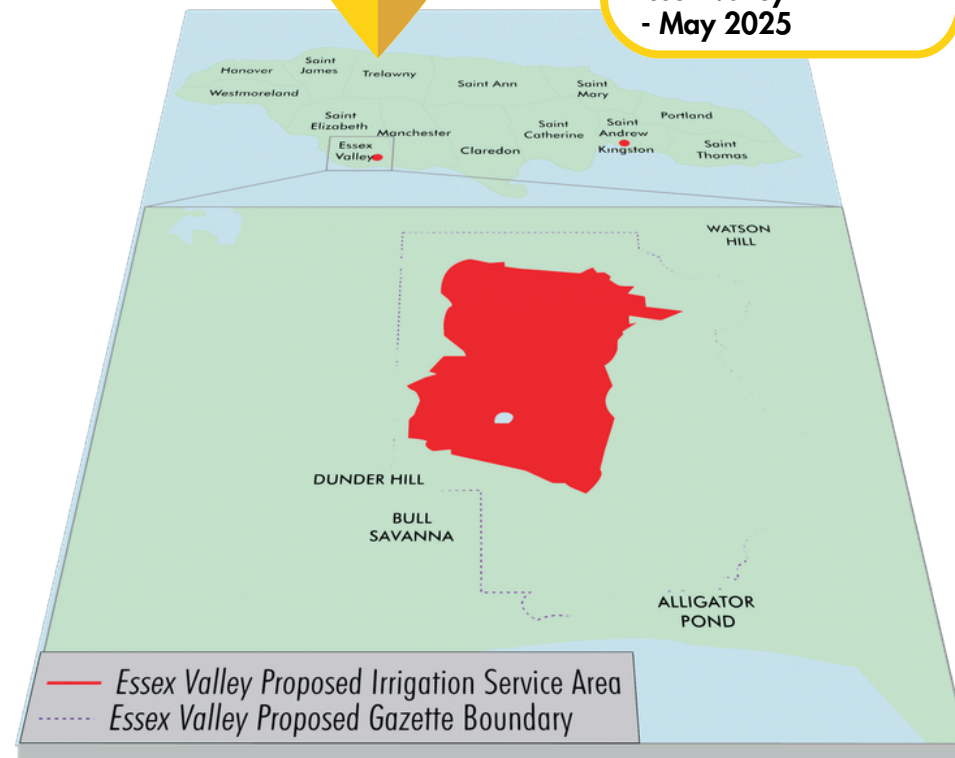 - May 2025
Saint
James
Hanover
Trelawny
Westmoreland
Saint Ann
Saint
Mary
Saint
Elizabeth
Manchester
Saint
Catherine
Saint
Andrew
Portland
Essex
Valley
Claredon
Kingston
Saint
Thomas
WATSON
HILL
DUNDER HILL
BULL
SAVANNA
ALLIGATOR
POND
Essex Valley Proposed Irrigation Service Area
Essex Valley Proposed Gazette Boundary